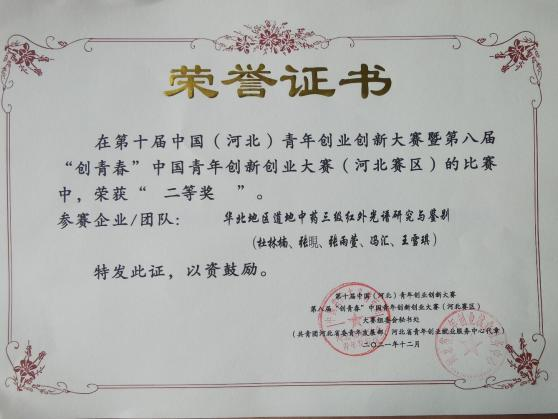 荣誉证书
在第十届中国（河北）青年创业创新大赛暨第八届
“创青春”中国青年创新创业大赛（河北赛区）的比赛
中，荣获“ 二等奖 ”。
参赛企业/团队： 华北地区道地中药三级红外光谱研究与鉴别
（杜林楠、张晛、张雨萱、冯汇、王雪琪）
特发此证，以资鼓励。
第十届中国（河北）青年创业创新大赛
第八届“创青春”中国青年创新创业大赛（河北赛区）
大赛组委会秘书处
（共青团河北省委青年发展部、河北省青年创业就业服务中心代章）
二〇二一年十二月